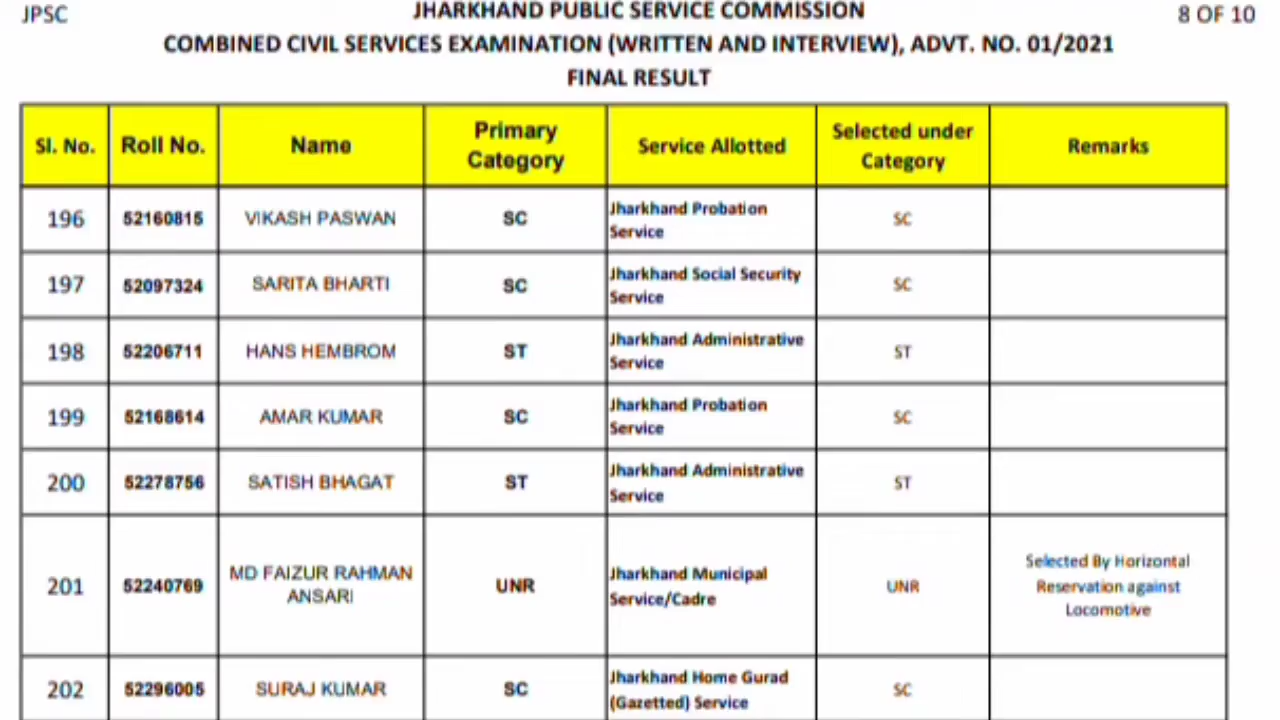 JPSC
JHARKHAND PUBLIC SERVICE COMMISSION
8 OF 10
COMBINED CIVIL SERVICES EXAMINATION (WRITTEN AND INTERVIEW), ADVT. NO. 01/2021
FINAL RESULT
Sl. No. Roll No. Name Primary Category Service Allotted Selected under Category Remarks
196 52160815 VIKASH PASWAN SC Jharkhand Probation Service SC
197 52097324 SARITA BHARTI SC Jharkhand Social Security Service SC
198 52206711 HANS HEMBROM ST Jharkhand Administrative Service ST
199 52168614 AMAR KUMAR SC Jharkhand Probation Service SC
200 52278756 SATISH BHAGAT ST Jharkhand Administrative Service ST
201 52240769 MD FAIZUR RAHMAN ANSARI UNR Jharkhand Municipal Service/Cadre UNR Selected By Horizontal Reservation against Locomotive
202 52296005 SURAJ KUMAR SC Jharkhand Home Gurad (Gazetted) Service SC